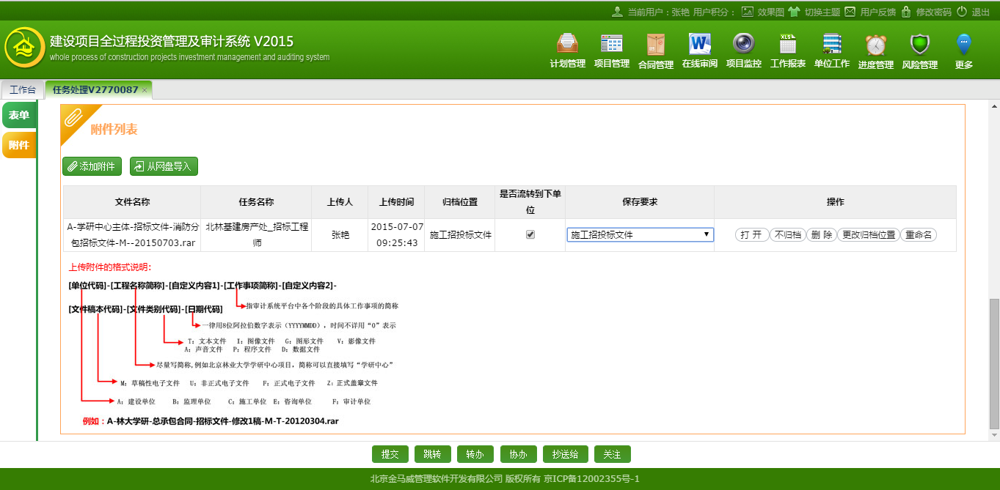 当前用户：张艳 用户积分： 效果图 切换主题 用户反馈 修改密码 退出
建设项目全过程投资管理及审计系统 V2015
whole process of construction projects investment management and auditing system
计划管理 项目管理 合同管理 在线审阅 项目监控 工作报表 单位工作 进度管理 风险管理 更多
工作台 任务处理V2770087 ×
表单
附件
附件列表
添加附件 从网盘导入
文件名称 任务名称 上传人 上传时间 归档位置 是否流转到下单位 保存要求 操作
A-学研中心主体-招标文件-消防分
包招标文件-M--20150703.rar
北林基建房产处_招标工程
师
张艳
2015-07-07
09:25:43
施工招投标文件
施工招投标文件
打 开 不归档 删 除 更改归档位置 重命名
上传附件的格式说明：
[单位代码]-[工程名称简称]-[自定义内容1]-[工作事项简称]-[自定义内容2]-
指审计系统平台中各个阶段的具体工作事项的简称
[文件稿本代码]-[文件类别代码]-[日期代码]
一律用8位阿拉伯数字表示（YYYYMMDD），时间不详用“0”表示
T：文本文件 I：图像文件 G：图形文件 V：影像文件
A：声音文件 P：程序文件 D：数据文件
尽量写简称,例如北京林业大学学研中心项目，简称可以直接填写“学研中心”
M：草稿性电子文件 U：非正式电子文件 F：正式电子文件 Z：正式盖章文件
A：建设单位 B：监理单位 C：施工单位 E：咨询单位 F：审计单位
例如：A-林大学研-总承包合同-招标文件-修改1稿-M-T-20120304.rar
提交 跳转 转办 协办 抄送给 关注
北京金马威管理软件开发有限公司 版权所有 京ICP备12002355号-1